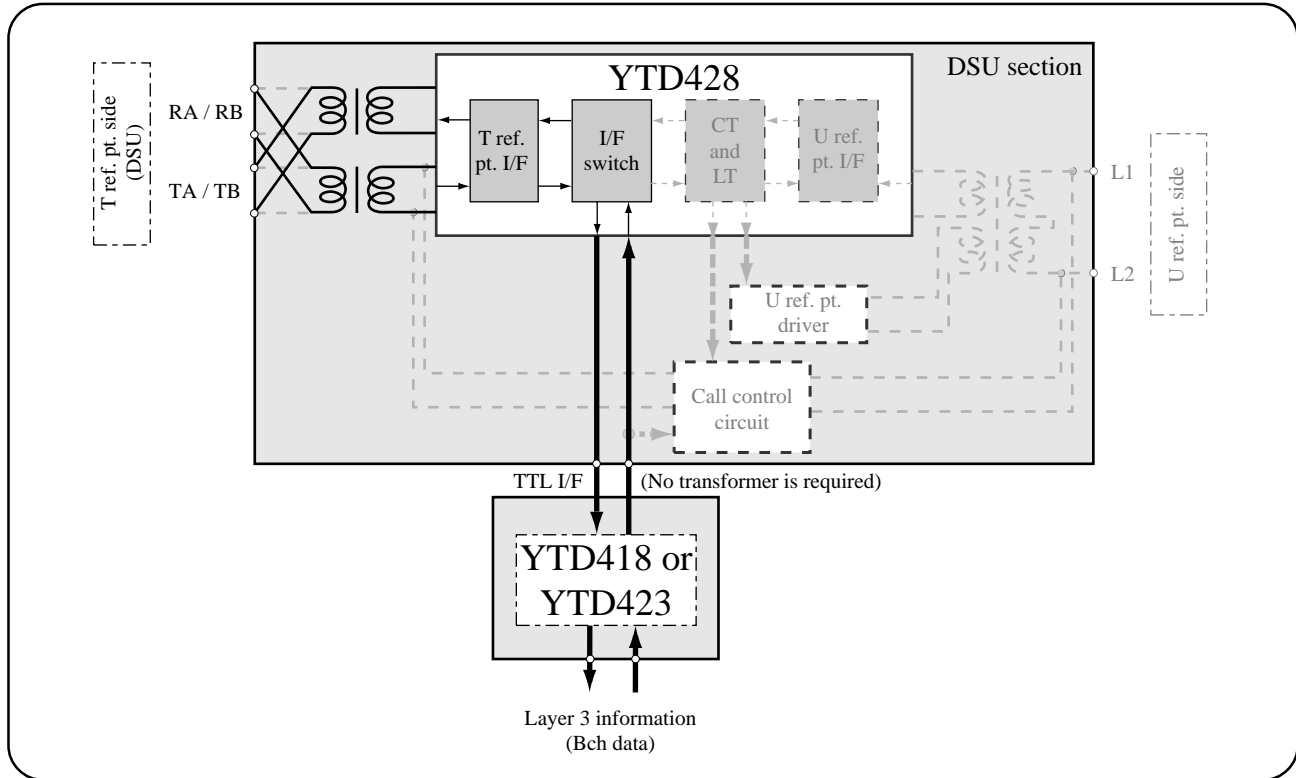 DSU section
YTD428
T ref. pt. side
(DSU)
RA / RB
TA / TB
T ref.
pt. I/F
I/F
switch
CT
and
LT
U ref.
pt. I/F
L1
L2
U ref. pt. side
U ref. pt.
driver
Call control
circuit
TTL I/F
(No transformer is required)
YTD418 or
YTD423
Layer 3 information
(Bch data)